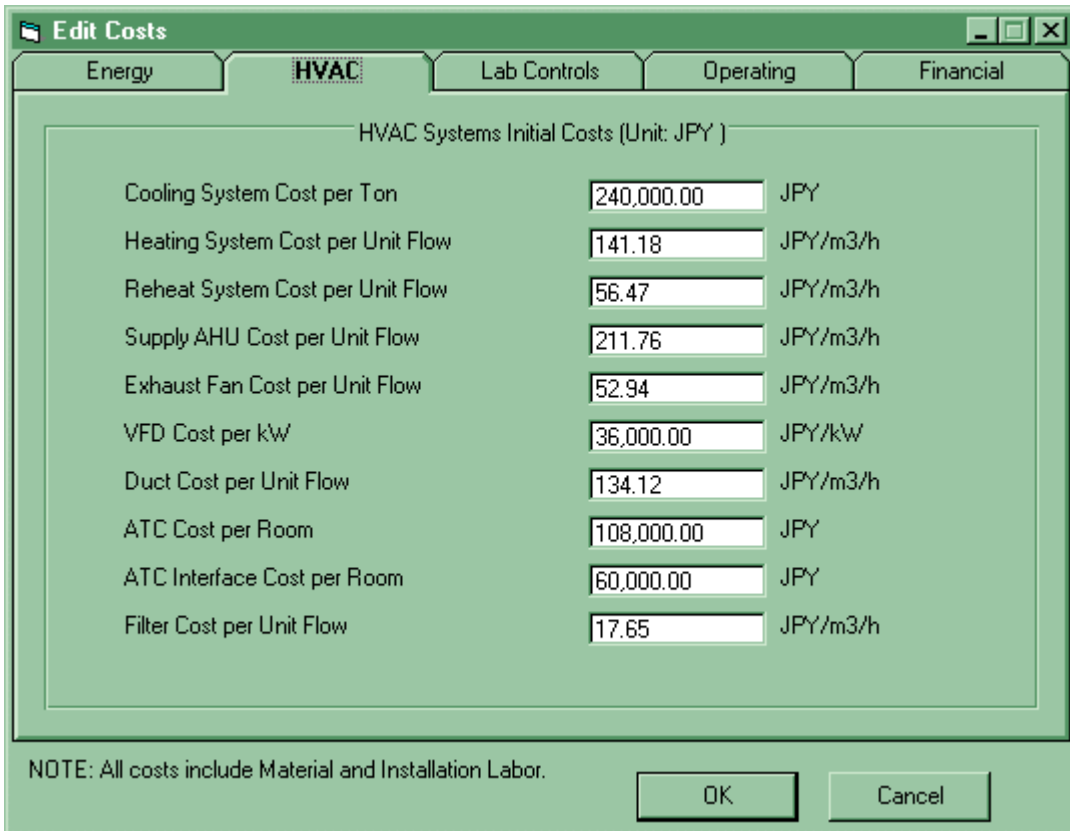 Edit Costs
Energy HVAC Lab Controls Operating Financial
HVAC Systems Initial Costs (Unit: JPY )
Cooling System Cost per Ton 240,000.00 JPY
Heating System Cost per Unit Flow 141.18 JPY/m3/h
Reheat System Cost per Unit Flow 56.47 JPY/m3/h
Supply AHU Cost per Unit Flow 211.76 JPY/m3/h
Exhaust Fan Cost per Unit Flow 52.94 JPY/m3/h
VFD Cost per kW 36,000.00 JPY/kW
Duct Cost per Unit Flow 134.12 JPY/m3/h
ATC Cost per Room 108,000.00 JPY
ATC Interface Cost per Room 60,000.00 JPY
Filter Cost per Unit Flow 17.65 JPY/m3/h
NOTE: All costs include Material and Installation Labor.
OK Cancel